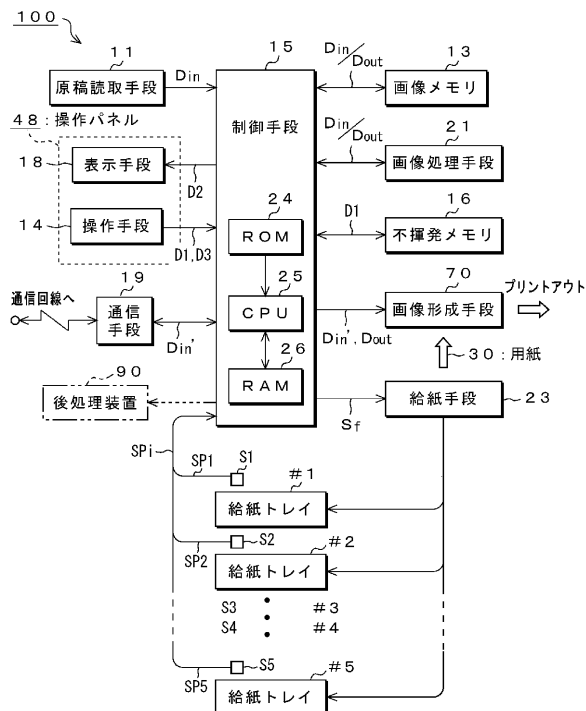 100
11
原稿読取手段
Din
15
制御手段
Din/Dout
13
画像メモリ
48:操作パネル
18
表示手段
D2
Din/Dout
21
画像処理手段
14
操作手段
D1,D3
24
ROM
D1
16
不揮発メモリ
通信回線へ
19
通信手段
Din'
25
CPU
70
画像形成手段
プリントアウト
Din',Dout
26
RAM
30:用紙
90
後処理装置
Sf
給紙手段
23
SPi
SP1
S1
#1
給紙トレイ
SP2
S2
#2
給紙トレイ
S3
#3
S4
#4
SP5
S5
#5
給紙トレイ